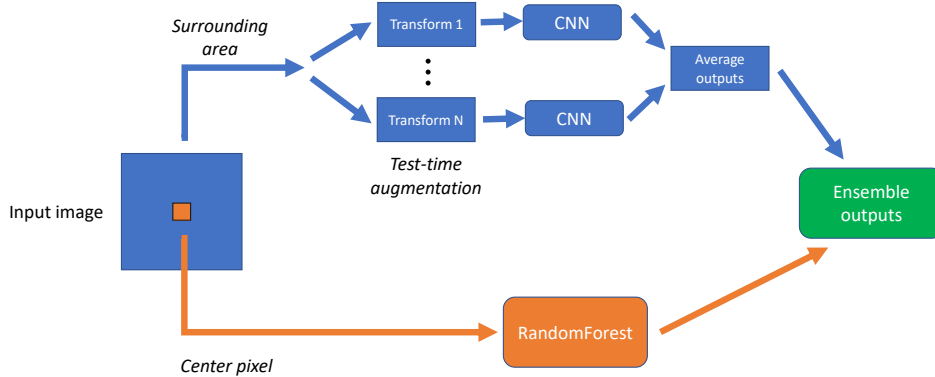 Surrounding
area
Transform 1
CNN
Average
outputs
Transform N
CNN
Test-time
augmentation
Input image
Ensemble
outputs
RandomForest
Center pixel